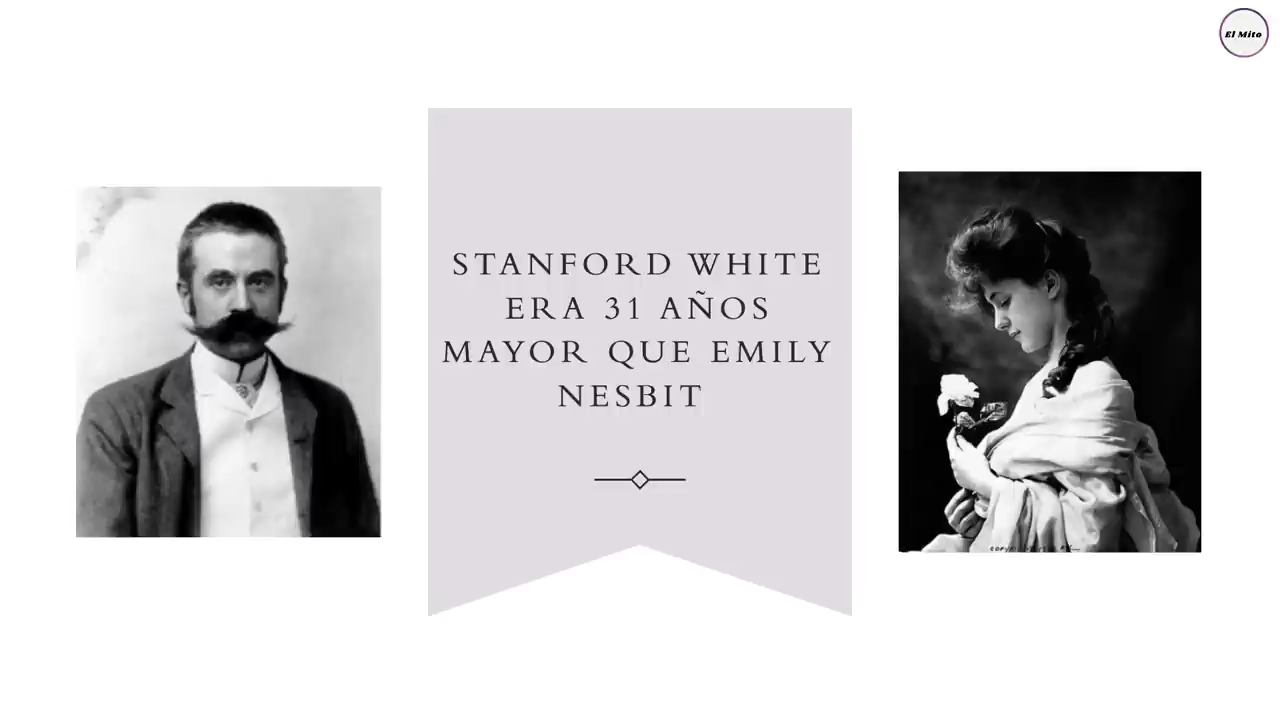 El Mito
STANFORD WHITE
ERA 31 AÑOS
MAYOR QUE EMILY
NESBIT